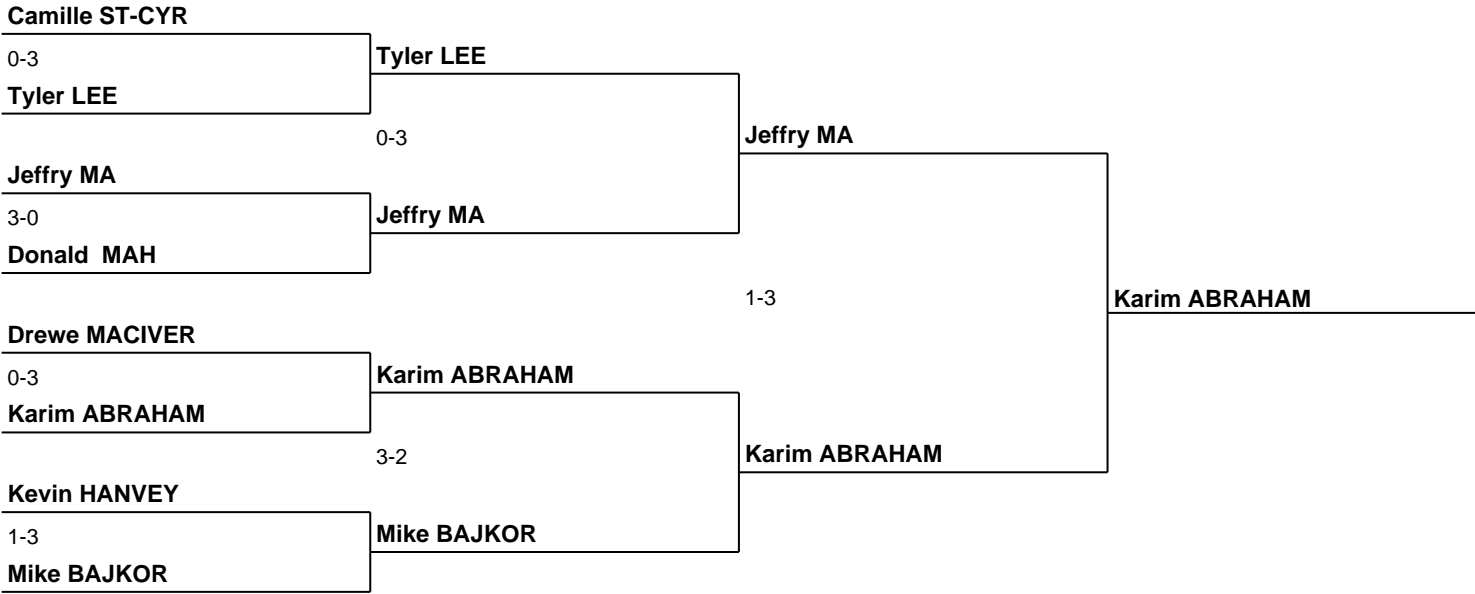 Camille ST-CYR
0-3
Tyler LEE
Tyler LEE
0-3
Jeffry MA
Jeffry MA
3-0
Jeffry MA
Donald  MAH
1-3
Karim ABRAHAM
Drewe MACIVER
0-3
Karim ABRAHAM
Karim ABRAHAM
3-2
Karim ABRAHAM
Kevin HANVEY
1-3
Mike BAJKOR
Mike BAJKOR